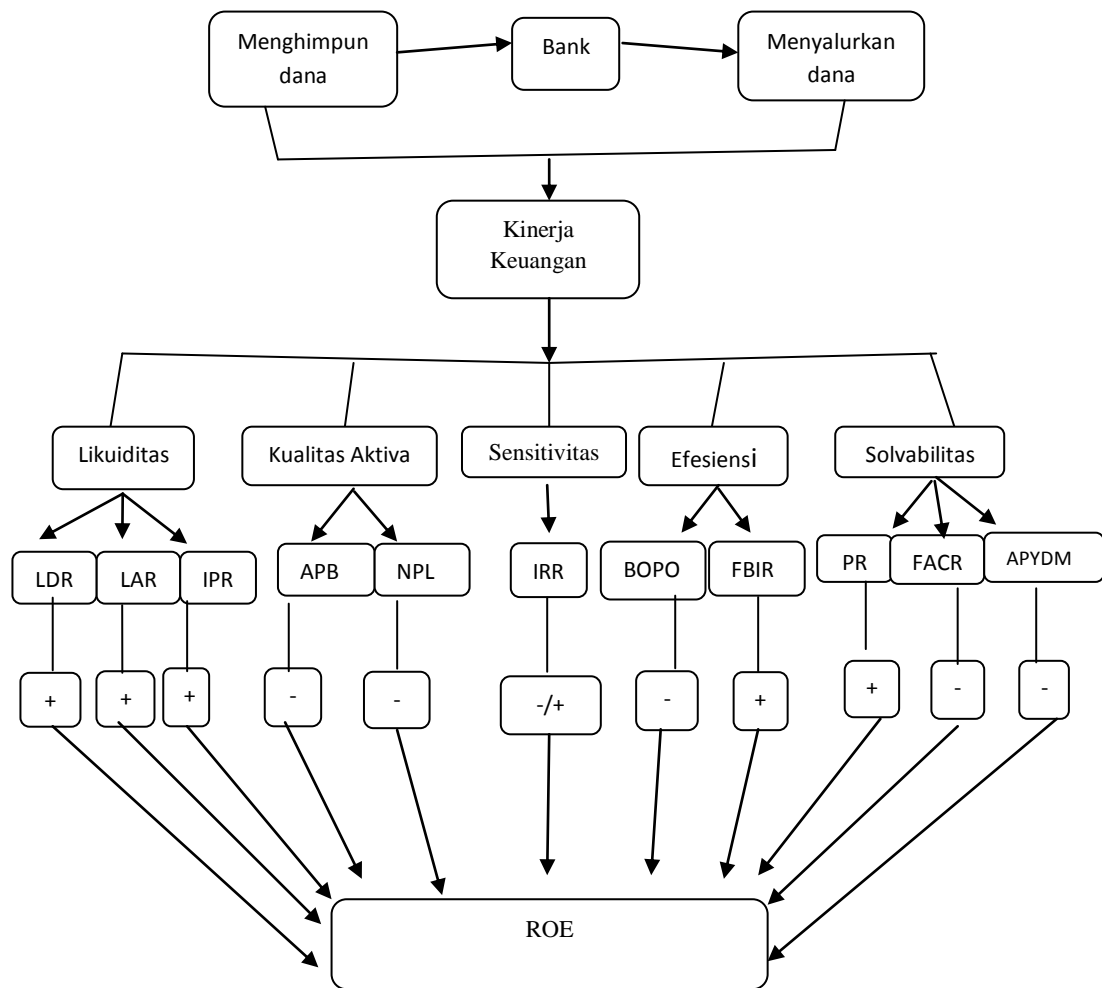 Menghimpun
dana
Bank
Menyalurkan
dana
Kinerja
Keuangan
Likuiditas
Kualitas Aktiva
Sensitivitas
Efesiensi
Solvabilitas
LDR
LAR
IPR
APB
NPL
IRR
BOPO
FBIR
PR
FACR
APYDM
+
+
+
-
-
-/+
-
+
+
-
-
ROE